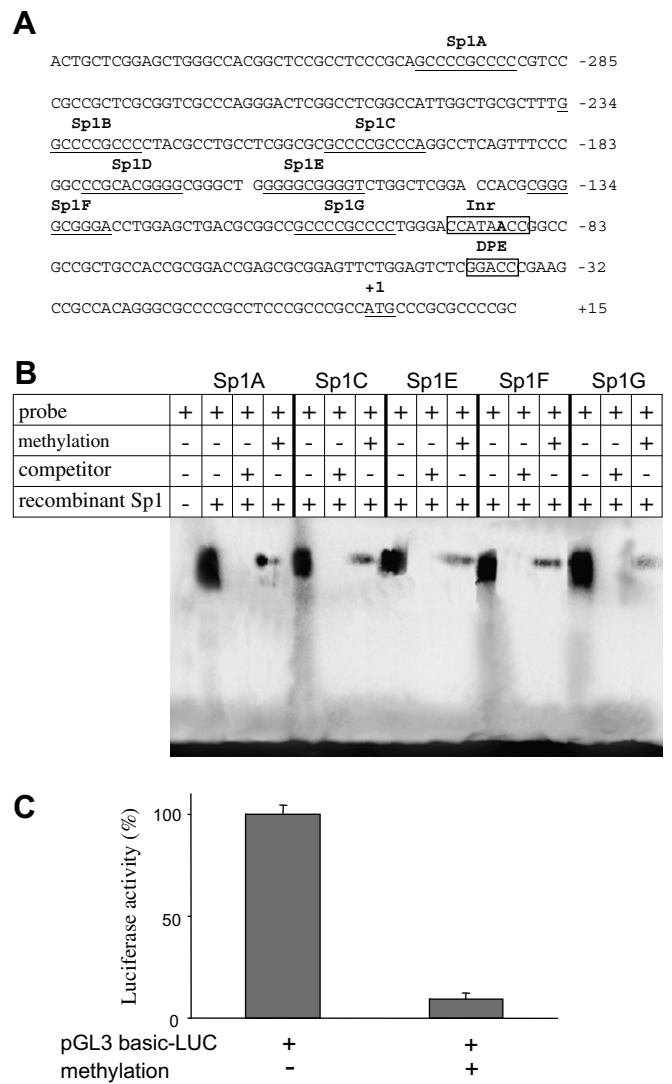 A
Sp1A
ACTGCTCGGAGCTGGGCCACGGCTCCGCCTCCCGCAGCCCCGCCCCCGTCC -285
CGCCGCTCGCGGTCGCCCAGGGACTCGGCCTCGGCCATTGGCTGCGCTTTG -234
Sp1B Sp1C
GCCCCGCCCCTACGCCTGCCTCGGCGCGCCCCGCCCAGGCCTCAGTTTCCC -183
Sp1D Sp1E
GGCCCGCACGGGGCGGGCT GGGGGCGGGGTCTGGCTCGGA CCACGCGGG -134
Sp1F Sp1G Inr
GCGGGACCTGGAGCTGACGCGGCCGCCCCGCCCCTGGGACCATAACCGGCC -83
DPE
GCCGCTGCCACCGCGGACCGAGCGCGGAGTTCTGGAGTCTCGGACCCGAAG -32
+1
CCGCCACAGGGCGCCCCGCCTCCCGCCCGCCATGCCCGCGCCCCGC +15
B
Sp1A Sp1C Sp1E Sp1F Sp1G
probe + + + + + + + + + + + + + + + +
methylation - - - + - - + - - + - - + - - +
competitor - - + - - + - - + - - + - - + -
recombinant Sp1 - + + + + + + + + + + + + + + +
C
Luciferase activity (%)
100
50
0
pGL3 basic-LUC + +
methylation - +